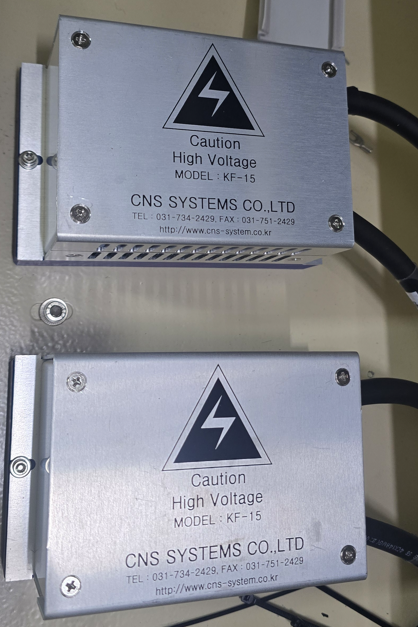 Caution
High Voltage
MODEL : KF-15
CNS SYSTEMS CO.,LTD
TEL : 031-734-2429, FAX : 031-751-2429
http://www.cns-system.co.kr
Caution
High Voltage
MODEL : KF-15
CNS SYSTEMS CO.,LTD
TEL : 031-734-2429, FAX : 031-751-2429
http://www.cns-system.co.kr